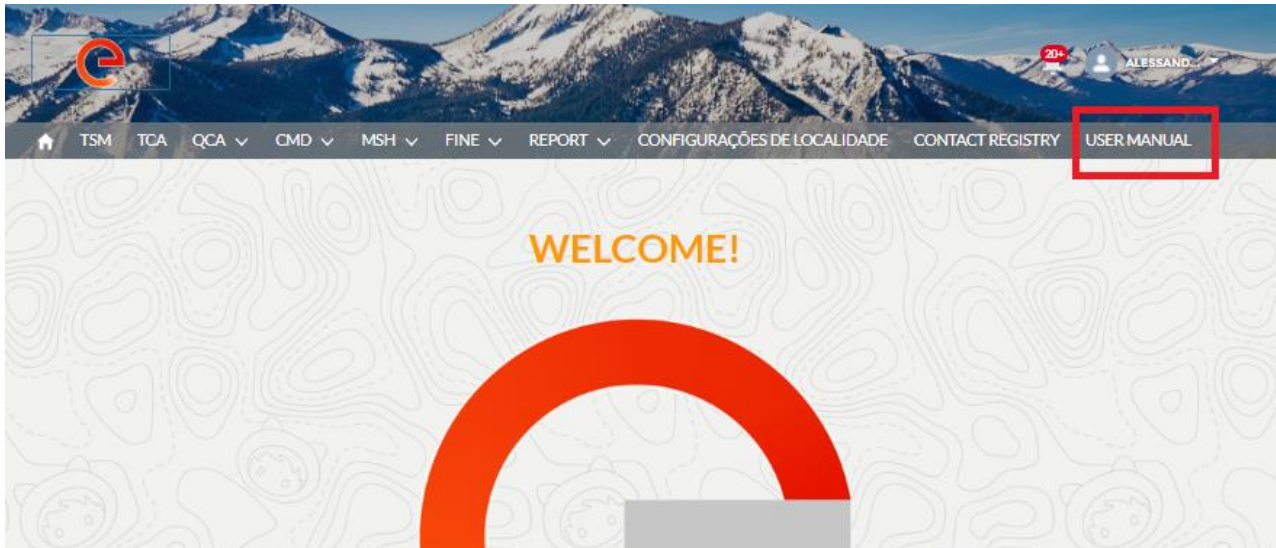 e
20+
ALESSAND...
TSM TCA QCA CMD MSH FINE REPORT CONFIGURAÇÕES DE LOCALIDADE CONTACT REGISTRY USER MANUAL
WELCOME!